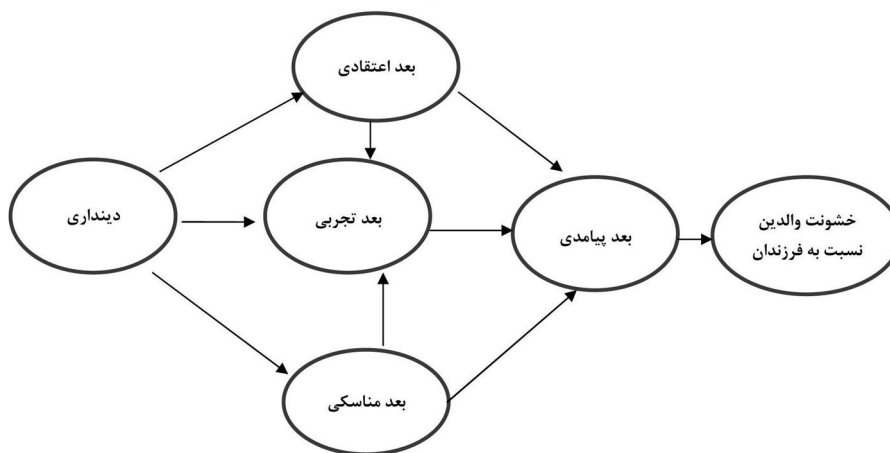 بعد اعتقادی
دینداری
بعد تجربی
بعد پیامدی
خشونت والدین
نسبت به فرزندان
بعد مناسکی